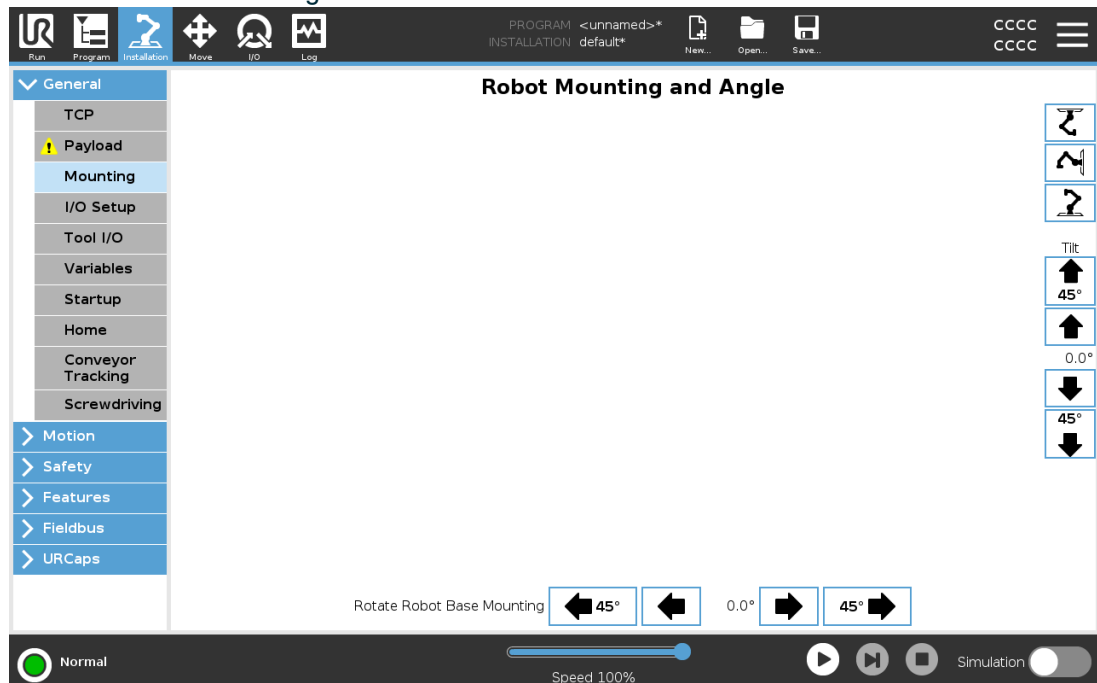 PROGRAM <unnamed>*
INSTALLATION default*
CCCC
CCCC
UR
Run
Program
Installation
Move
I/O
Log
New...
Open...
Save...
General
TCP
Payload
Mounting
I/O Setup
Tool I/O
Variables
Startup
Home
Conveyor
Tracking
Screwdriving
Motion
Safety
Features
Fieldbus
URCaps
Robot Mounting and Angle
Tilt
45°
0.0°
45°
Rotate Robot Base Mounting 45° 0.0° 45°
Normal
Speed 100%
Simulation